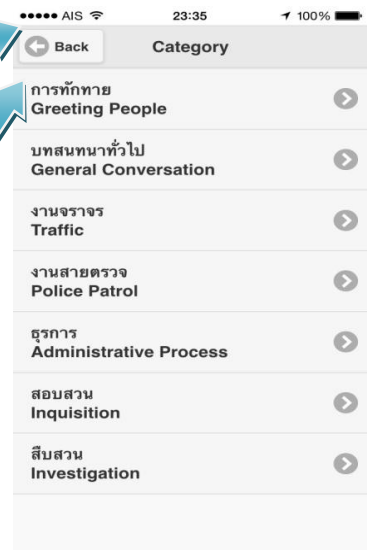 AIS 23:35 100%
Back Category
การทักทาย
Greeting People
บทสนทนาทั่วไป
General Conversation
งานจราจร
Traffic
งานสายตรวจ
Police Patrol
ธุรการ
Administrative Process
สอบสวน
Inquisition
สืบสวน
Investigation